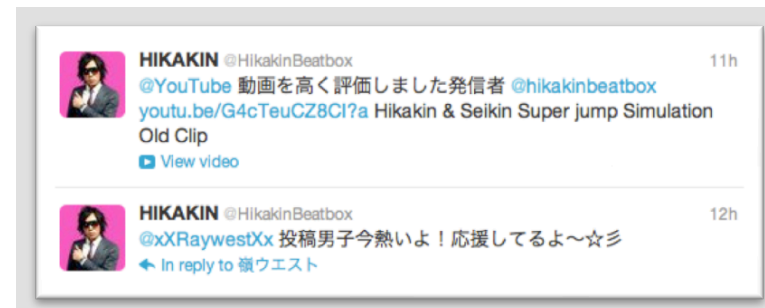 HIKAKIN @HikakinBeatbox 11h
@YouTube 動画を高く評価しました発信者 @hikakinbeatbox
youtu.be/G4cTeuCZ8CI?a Hikakin & Seikin Super jump Simulation
Old Clip
View video
HIKAKIN @HikakinBeatbox 12h
@xXRaywestXx 投稿男子今熱いよ！応援してるよ〜☆彡
In reply to 嶺ウエスト